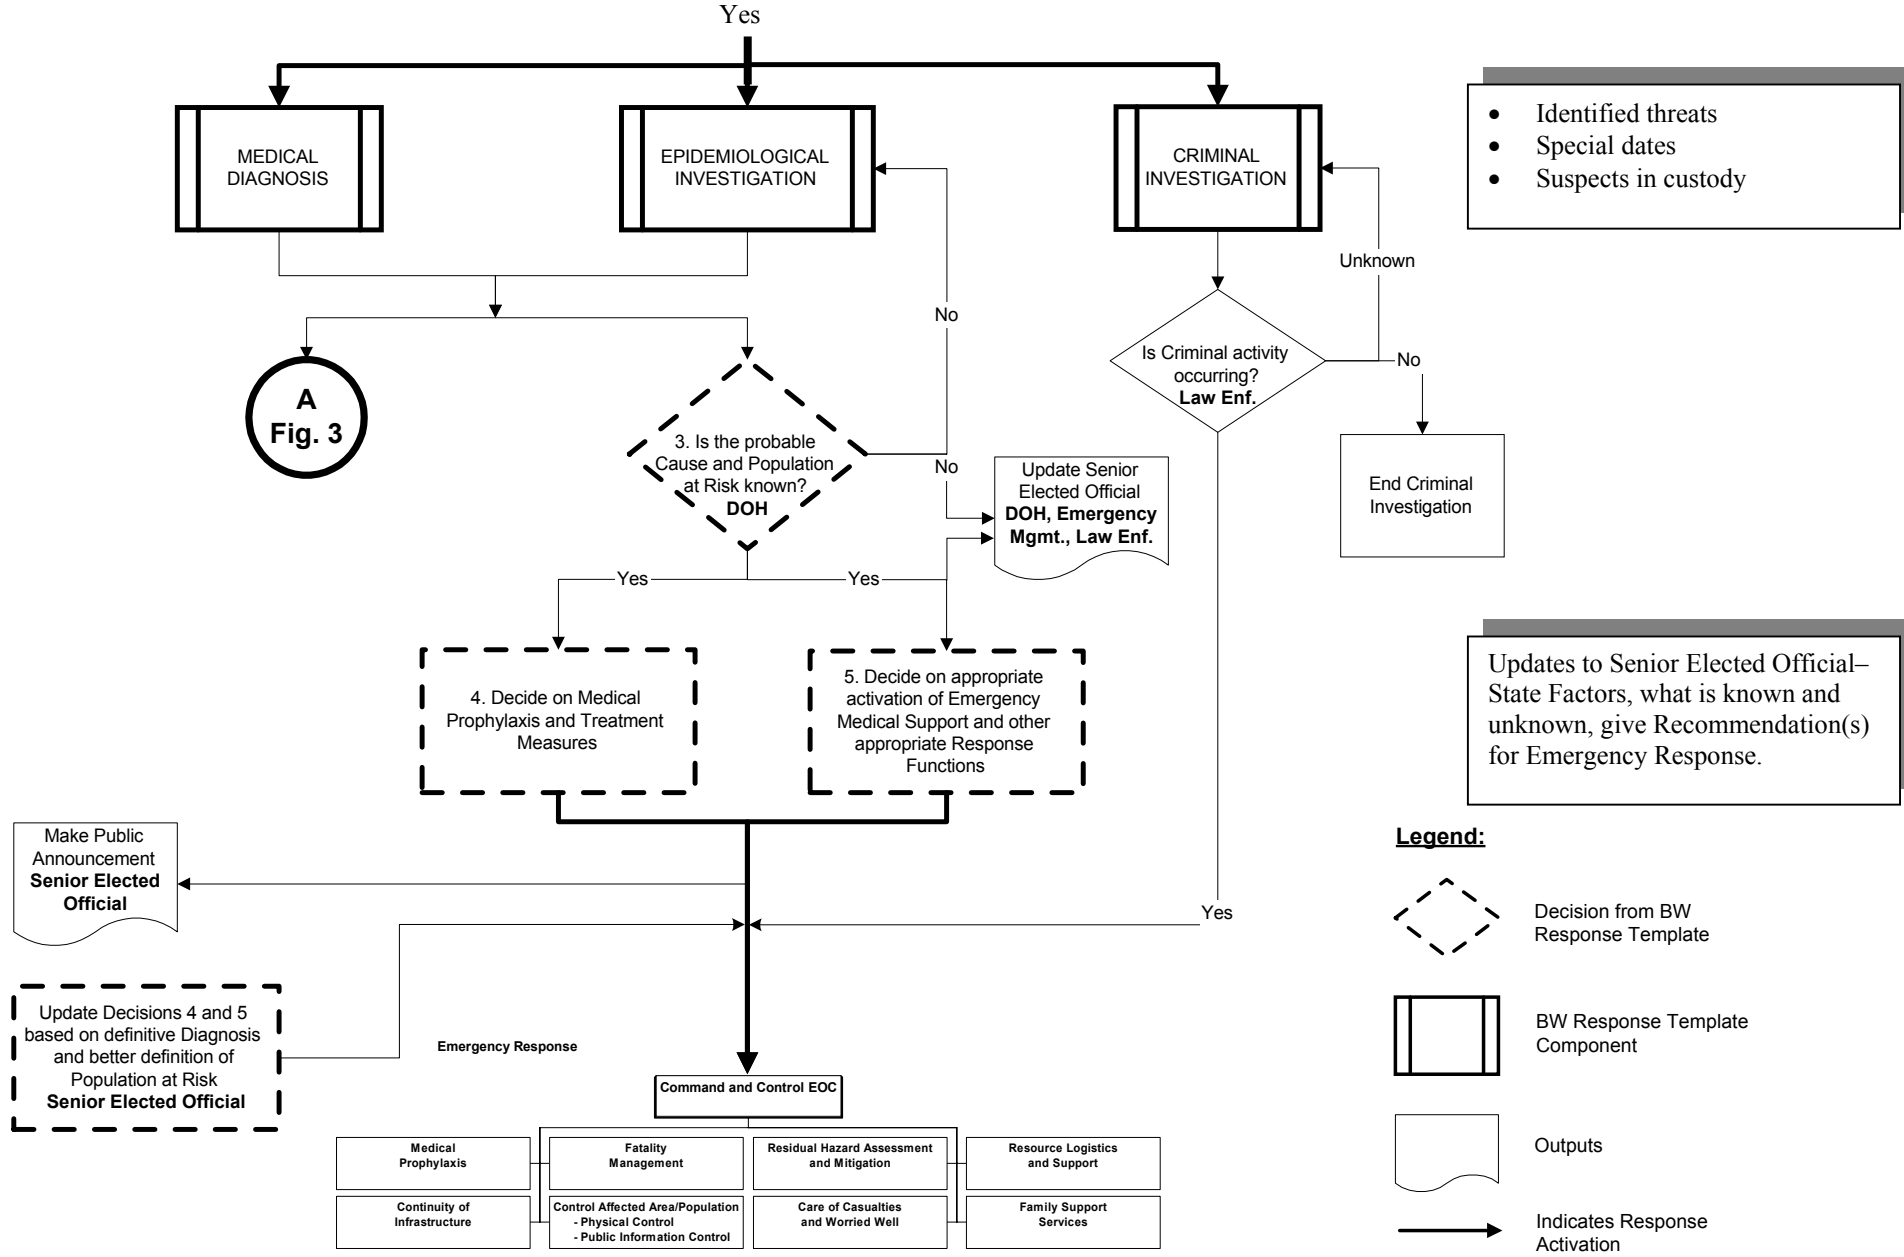 Yes
MEDICAL
DIAGNOSIS
EPIDEMIOLOGICAL
INVESTIGATION
CRIMINAL
INVESTIGATION
• Identified threats
• Special dates
• Suspects in custody
Unknown
No
Is Criminal activity
occurring?
Law Enf.
No
A
Fig. 3
3. Is the probable
Cause and Population
at Risk known?
DOH
No
Update Senior
Elected Official
DOH, Emergency
Mgmt., Law Enf.
End Criminal
Investigation
Yes
Yes
4. Decide on Medical
Prophylaxis and Treatment
Measures
5. Decide on appropriate
activation of Emergency
Medical Support and other
appropriate Response
Functions
Updates to Senior Elected Official–
State Factors, what is known and
unknown, give Recommendation(s)
for Emergency Response.
Make Public
Announcement
Senior Elected
Official
Yes
Update Decisions 4 and 5
based on definitive Diagnosis
and better definition of
Population at Risk
Senior Elected Official
Emergency Response
Command and Control EOC
Medical
Prophylaxis
Fatality
Management
Residual Hazard Assessment
and Mitigation
Resource Logistics
and Support
Continuity of
Infrastructure
Control Affected Area/Population
- Physical Control
- Public Information Control
Care of Casualties
and Worried Well
Family Support
Services
Legend:
Decision from BW
Response Template
BW Response Template
Component
Outputs
Indicates Response
Activation